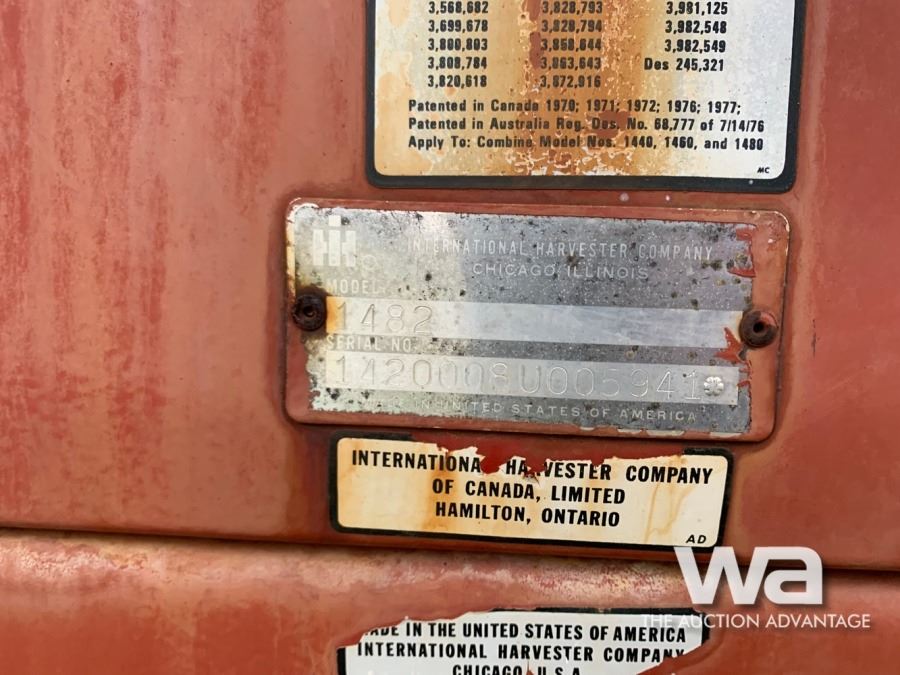 3,568,682 3,828,793 3,981,125
3,699,678 3,828,794 3,982,548
3,800,803 3,858,644 3,982,549
3,808,784 3,863,643 Des 245,321
3,820,618 3,872,916
Patented in Canada 1970; 1971; 1972; 1976; 1977;
Patented in Australia Reg. Des. No. 68,777 of 7/14/76
Apply To: Combine Model Nos. 1440, 1460, and 1480
MC
IH
INTERNATIONAL HARVESTER COMPANY
CHICAGO, ILLINOIS
MODEL
1482
SERIAL NO.
1420008U005941
IN UNITED STATES OF AMERICA
INTERNATIONA HA VESTER COMPANY
OF CANADA, LIMITED
HAMILTON, ONTARIO
AD
wa
THE AUCTION ADVANTAGE
ADE IN THE UNITED STATES OF AMERICA
INTERNATIONAL HARVESTER COMPANY
CHICAGO, U.S.A.